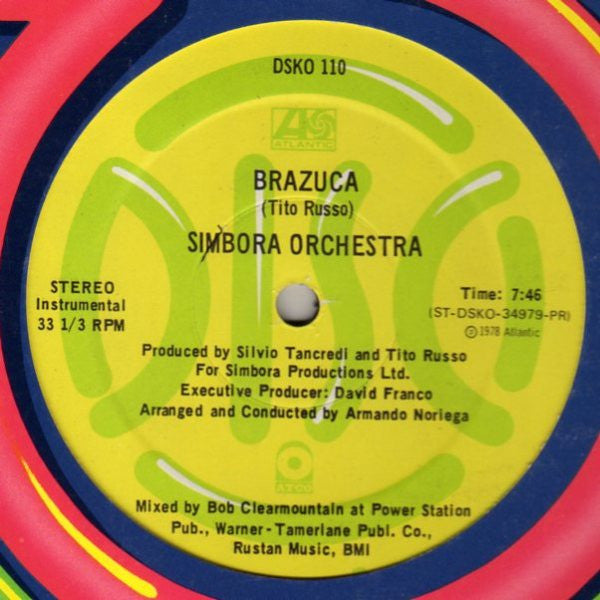 DSKO 110
ATLANTIC
BRAZUCA
(Tito Russo)
SIMBORA ORCHESTRA
STEREO
Instrumental
33 1/3 RPM
Time: 7:46
(ST-DSKO-34979-PR)
Ⓟ 1978 Atlantic
Produced by Silvio Tancredi and Tito Russo
For Simbora Productions Ltd.
Executive Producer: David Franco
Arranged and Conducted by Armando Noriega
DISCO
ATCO
Mixed by Bob Clearmountain at Power Station
Pub., Warner-Tamerlane Publ. Co.,
Rustan Music, BMI